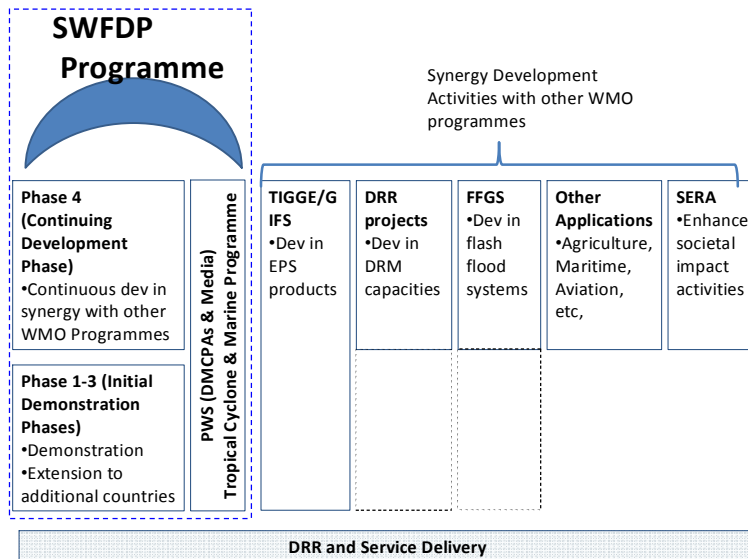 SWFDP
Programme
Synergy Development
Activities with other WMO
programmes
Phase 4
(Continuing
Development
Phase)
•Continuous dev in
synergy with other
WMO Programmes
Phase 1-3 (Initial
Demonstration
Phases)
•Demonstration
•Extension to
additional countries
PWS (DMCPAs & Media)
Tropical Cyclone & Marine Programme
TIGGE/G
IFS
•Dev in
EPS
products
DRR
projects
•Dev in
DRM
capacities
FFGS
•Dev in
flash
flood
systems
Other
Applications
•Agriculture,
Maritime,
Aviation,
etc,
SERA
•Enhance
societal
impact
activities
DRR and Service Delivery